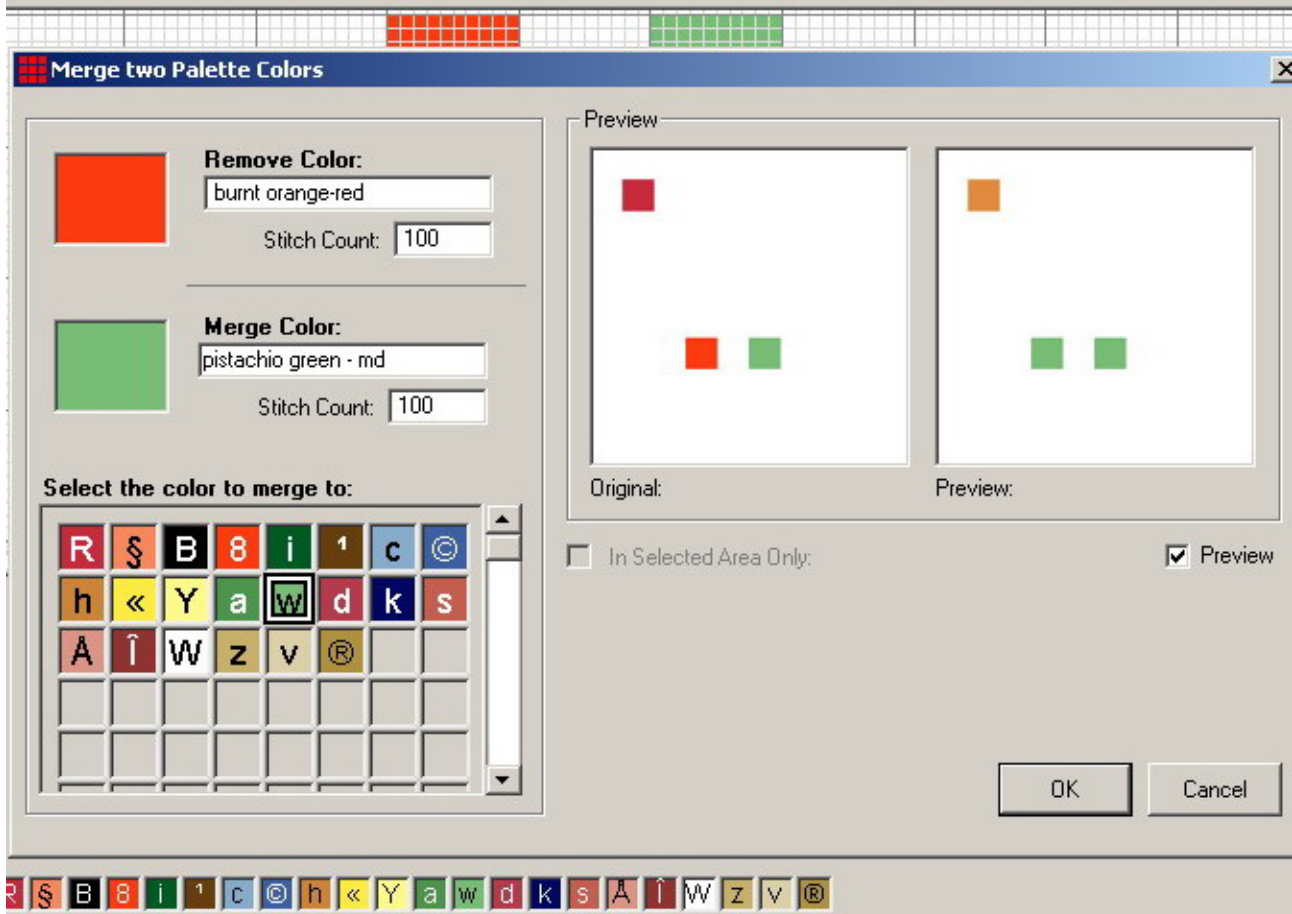 Merge two Palette Colors
Remove Color:
burnt orange-red
Stitch Count: 100
Merge Color:
pistachio green - md
Stitch Count: 100
Select the color to merge to:
R § B 8 i ¹ c ©
h « Y a w d k s
Å Î W z v ®
Preview
Original:
Preview:
In Selected Area Only:
Preview
OK
Cancel
R § B 8 i ¹ c © h « Y a w d k s Å Î W z v ®